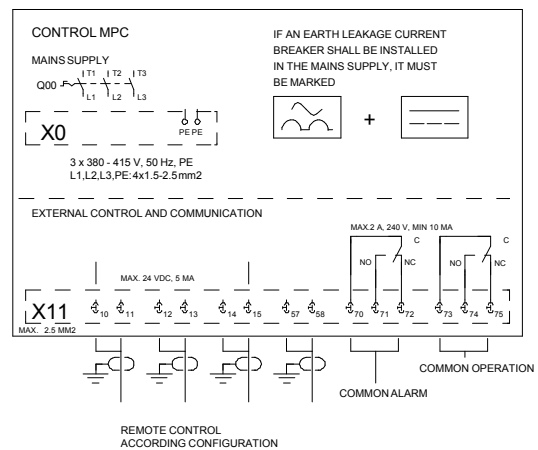 CONTROL MPC
MAINS SUPPLY
T1 T2 T3
Q00
L1 L2 L3
X0
PE PE
3 x 380 - 415 V, 50 Hz, PE
L1,L2,L3,PE: 4x1.5-2.5mm2
IF AN EARTH LEAKAGE CURRENT
BREAKER SHALL BE INSTALLED
IN THE MAINS SUPPLY, IT MUST
BE MARKED
+
EXTERNAL CONTROL AND COMMUNICATION
MAX.2 A, 240 V, MIN 10 MA
C C
NO NC NO NC
MAX. 24 VDC, 5 MA
X11
10 11 12 13 14 15 57 58 70 71 72 73 74 75
MAX. 2.5 MM2
COMMON OPERATION
COMMON ALARM
REMOTE CONTROL
ACCORDING CONFIGURATION